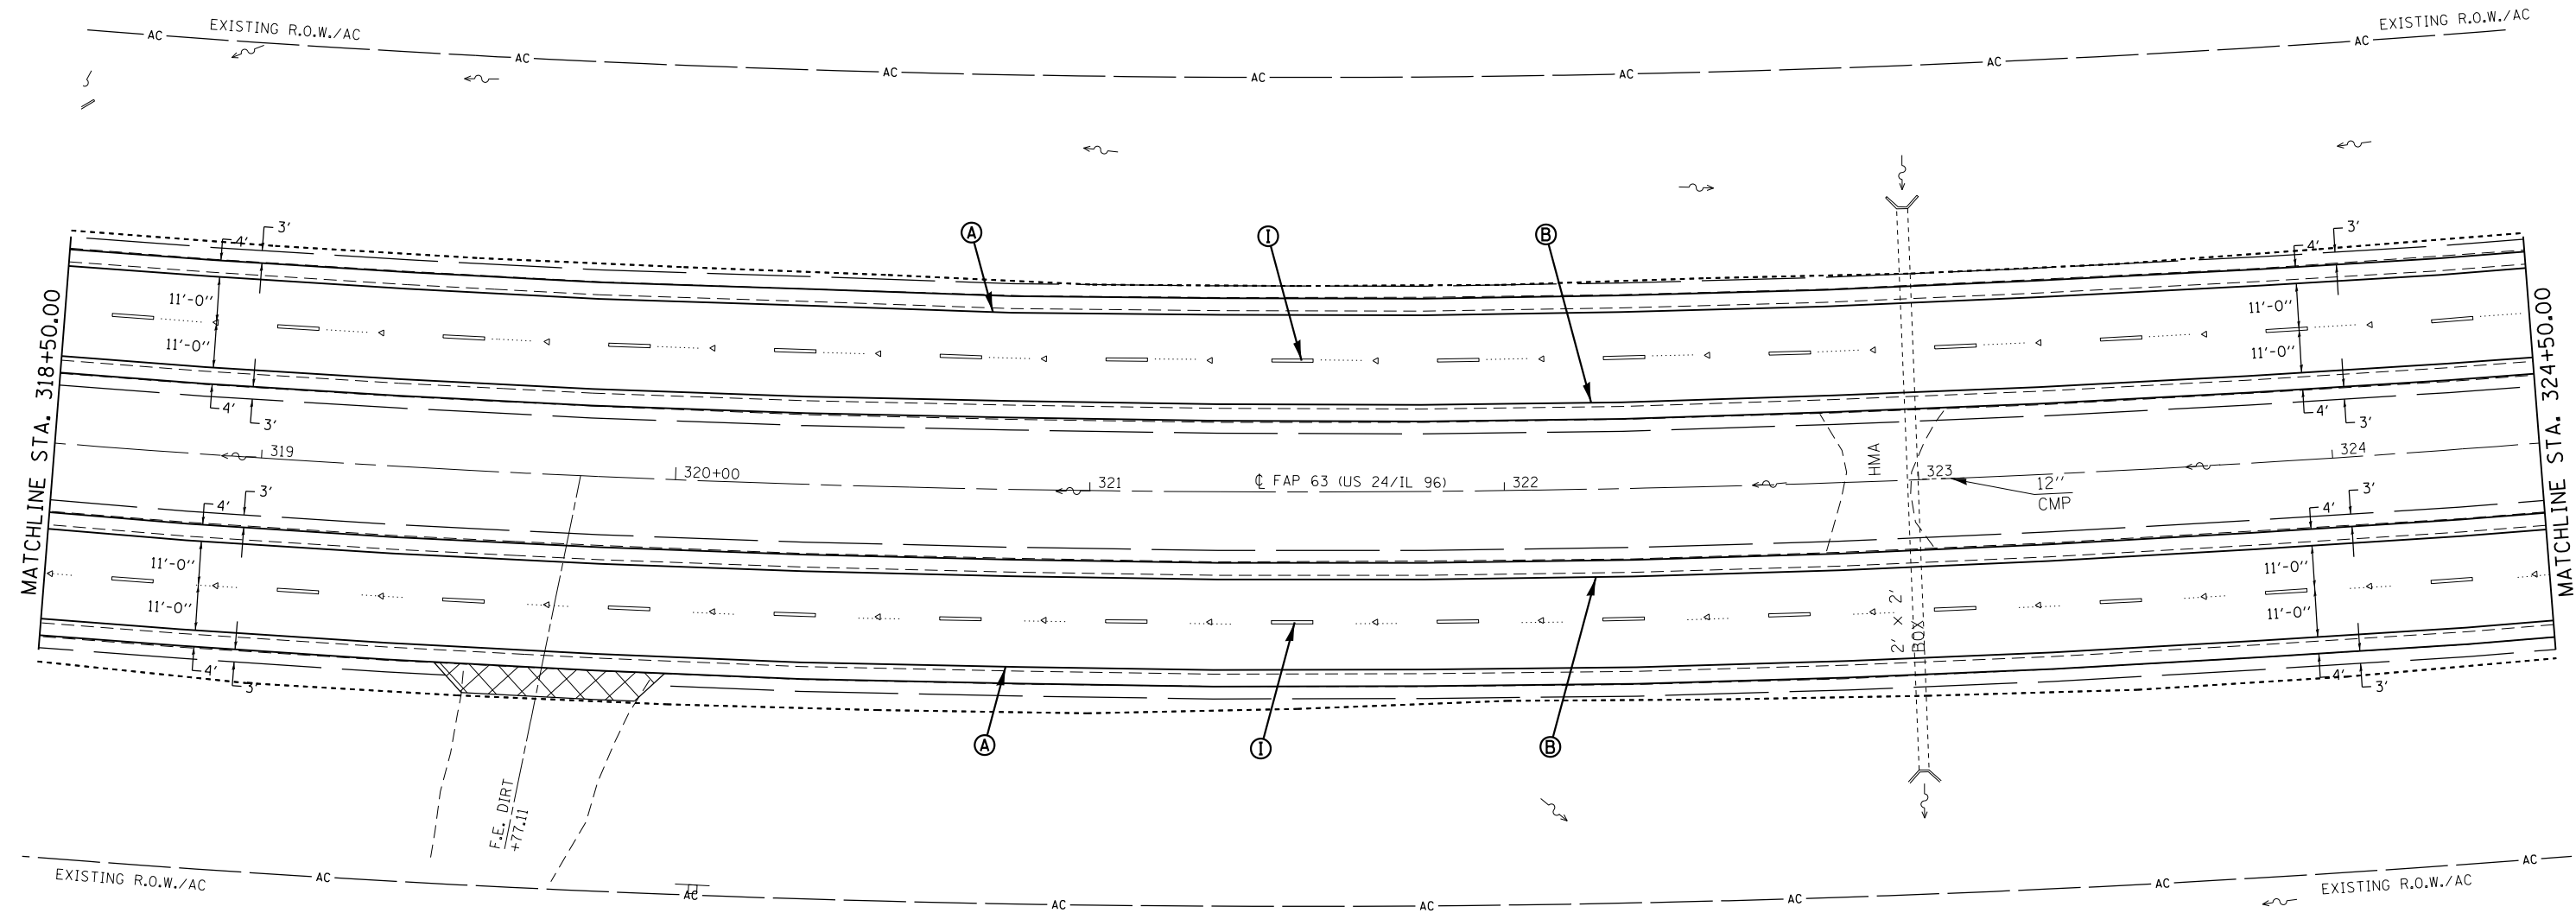 EXISTING R.O.W./AC
EXISTING R.O.W./AC
AC
AC
AC
AC
AC
AC
AC
A
I
B
4'
3'
4'
3'
11'-0"
11'-0"
11'-0"
11'-0"
4'
3'
4'
3'
MATCHLINE STA. 318+50.00
MATCHLINE STA. 324+50.00
319
320+00
321
℄ FAP 63 (US 24/IL 96)
322
HMA
323
324
12"
CMP
4'
3'
4'
3'
11'-0"
11'-0"
11'-0"
11'-0"
2' x 2'
BOX
4'
3'
4'
3'
A
I
B
F.E. DIRT
+77.11
EXISTING R.O.W./AC
AC
AC
AC
AC
AC
AC
AC
EXISTING R.O.W./AC